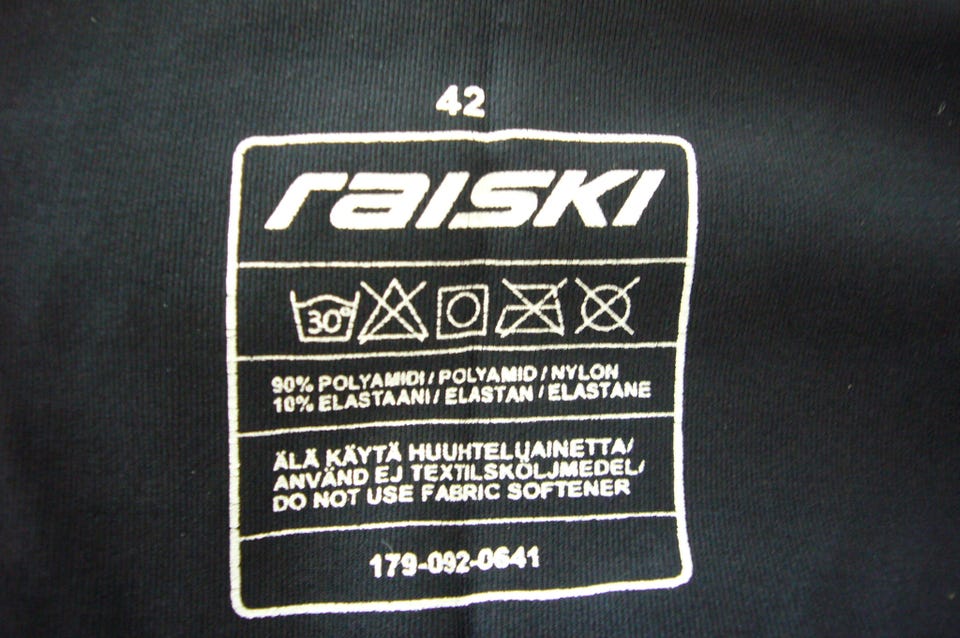 42
raiski
30°
90% POLYAMIDI / POLYAMID / NYLON
10% ELASTAANI / ELASTAN / ELASTANE
ÄLÄ KÄYTÄ HUUHTELUAINETTA/
ANVÄND EJ TEXTILSKÖLJMEDEL/
DO NOT USE FABRIC SOFTENER
179-092-0641